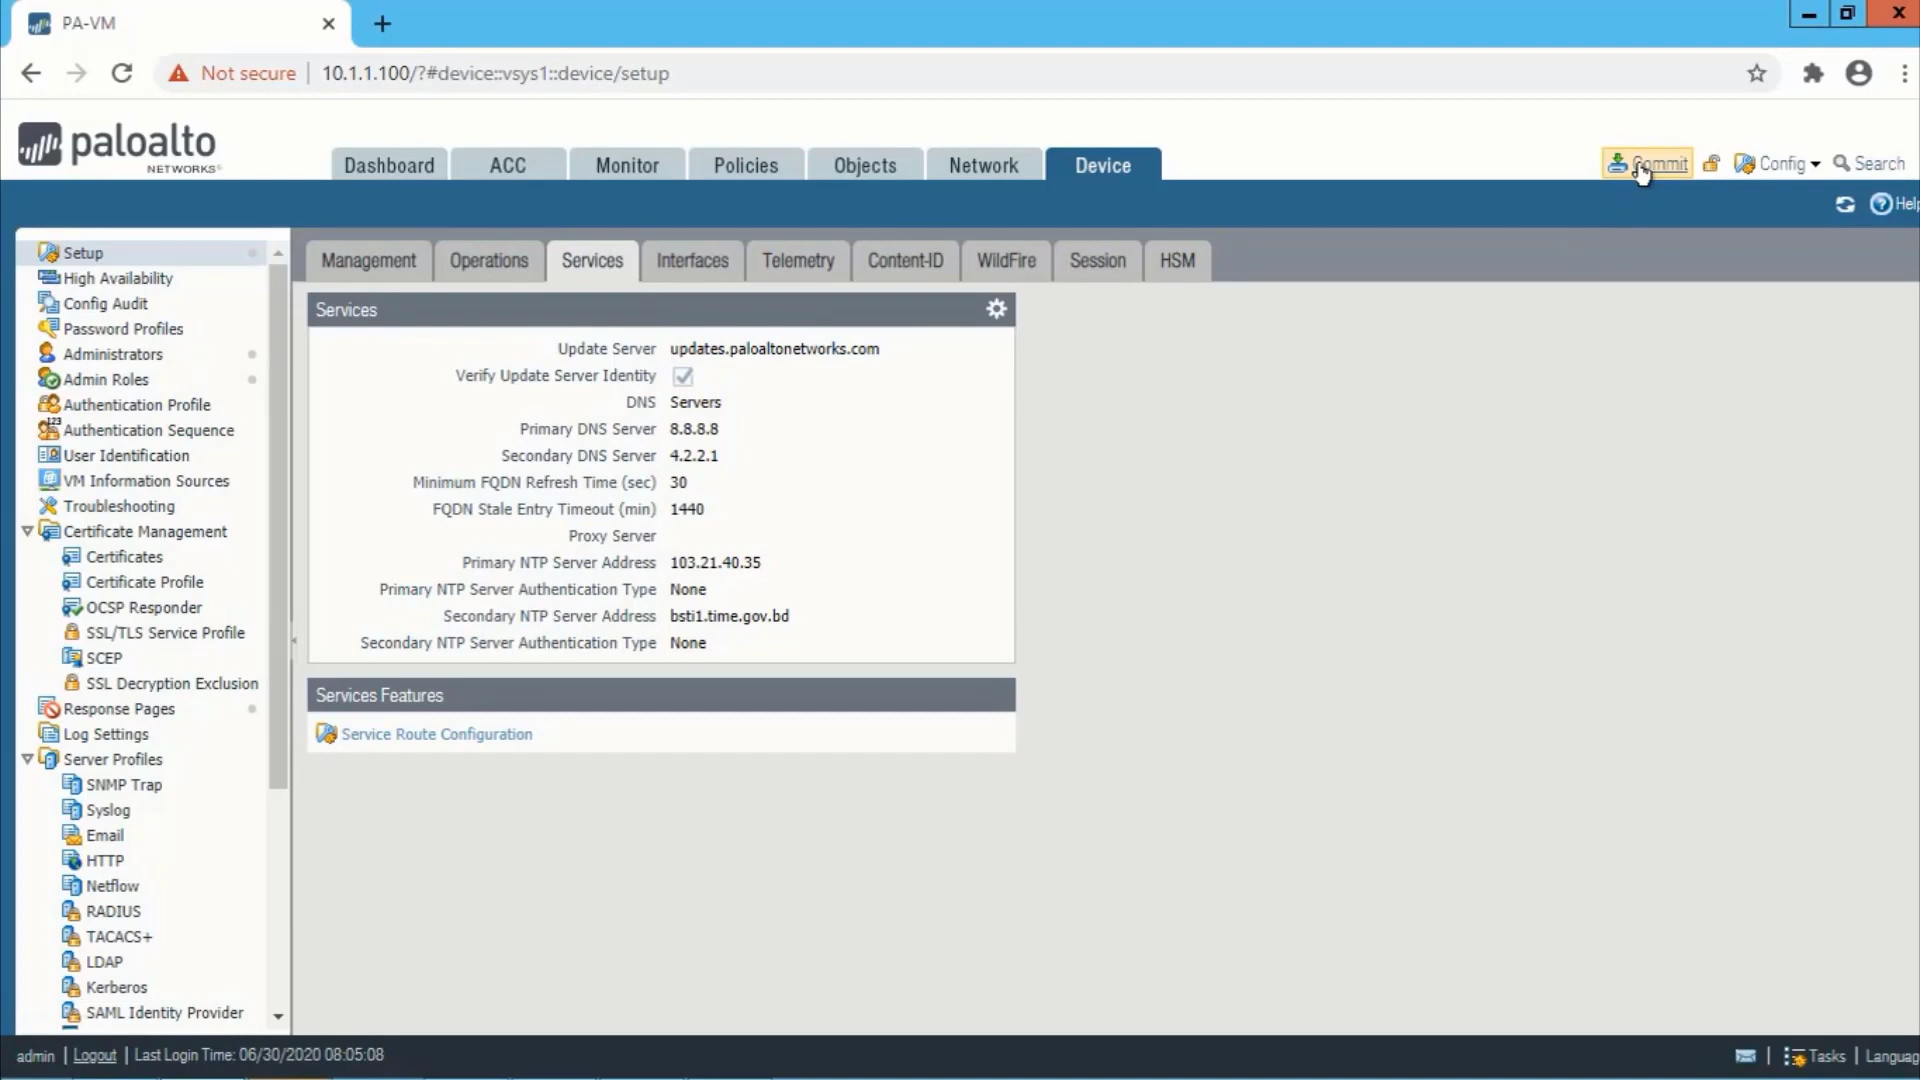 PA-VM
Not secure
10.1.1.100/?#device::vsys1::device/setup
paloalto
NETWORKS®
Dashboard
ACC
Monitor
Policies
Objects
Network
Device
Commit
Config
Search
Help
Setup
High Availability
Config Audit
Password Profiles
Administrators
Admin Roles
Authentication Profile
Authentication Sequence
User Identification
VM Information Sources
Troubleshooting
Certificate Management
Certificates
Certificate Profile
OCSP Responder
SSL/TLS Service Profile
SCEP
SSL Decryption Exclusion
Response Pages
Log Settings
Server Profiles
SNMP Trap
Syslog
Email
HTTP
Netflow
RADIUS
TACACS+
LDAP
Kerberos
SAML Identity Provider
Management
Operations
Services
Interfaces
Telemetry
Content-ID
WildFire
Session
HSM
Services
Update Server updates.paloaltonetworks.com
Verify Update Server Identity
DNS Servers
Primary DNS Server 8.8.8.8
Secondary DNS Server 4.2.2.1
Minimum FQDN Refresh Time (sec) 30
FQDN Stale Entry Timeout (min) 1440
Proxy Server
Primary NTP Server Address 103.21.40.35
Primary NTP Server Authentication Type None
Secondary NTP Server Address bsti1.time.gov.bd
Secondary NTP Server Authentication Type None
Services Features
Service Route Configuration
admin | Logout | Last Login Time: 06/30/2020 08:05:08
| Tasks | Languag